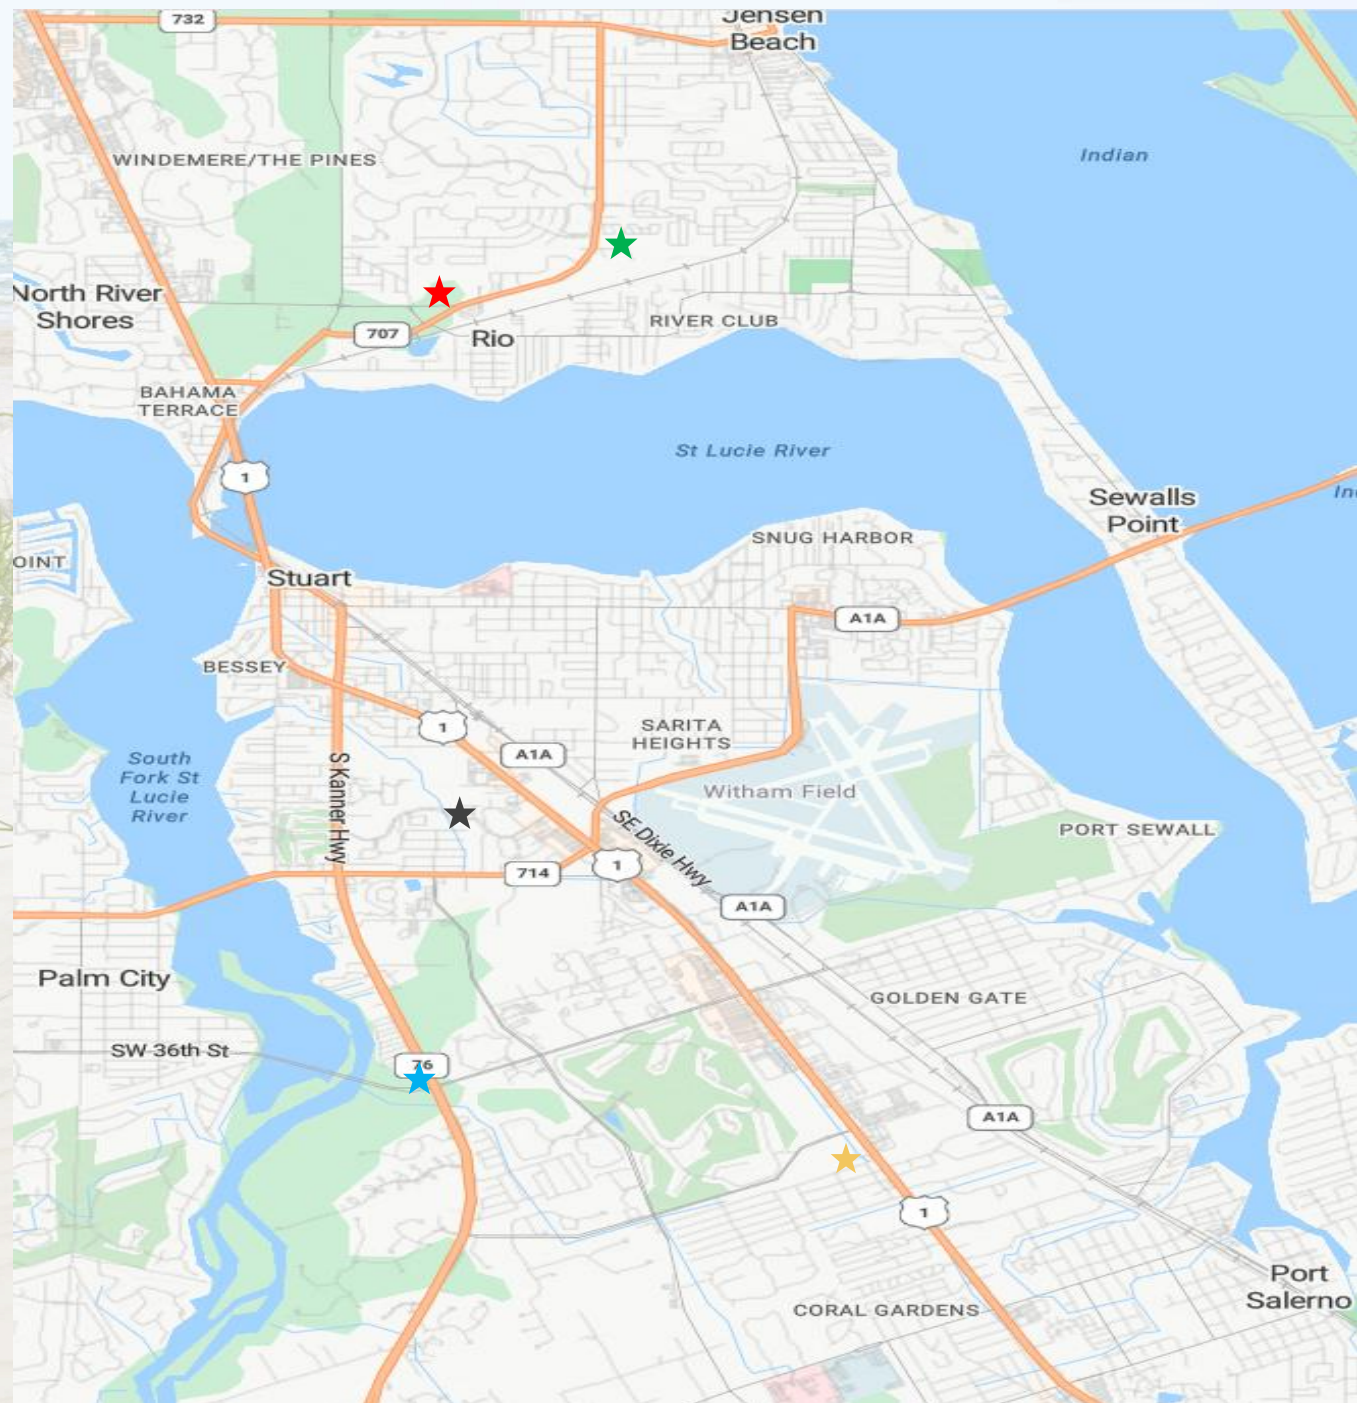 732
Jensen
Beach
Indian
WINDEMERE/THE PINES
North River
Shores
707
Rio
RIVER CLUB
BAHAMA
TERRACE
St Lucie River
1
Sewalls
Point
SNUG HARBOR
OINT
Stuart
A1A
BESSEY
1
SARITA
HEIGHTS
A1A
South
Fork St
Lucie
River
S Kanner Hwy
Witham Field
SE Dixie Hwy
PORT SEWALL
714
1
A1A
Palm City
GOLDEN GATE
SW 36th St
76
A1A
1
Port
Salerno
CORAL GARDENS